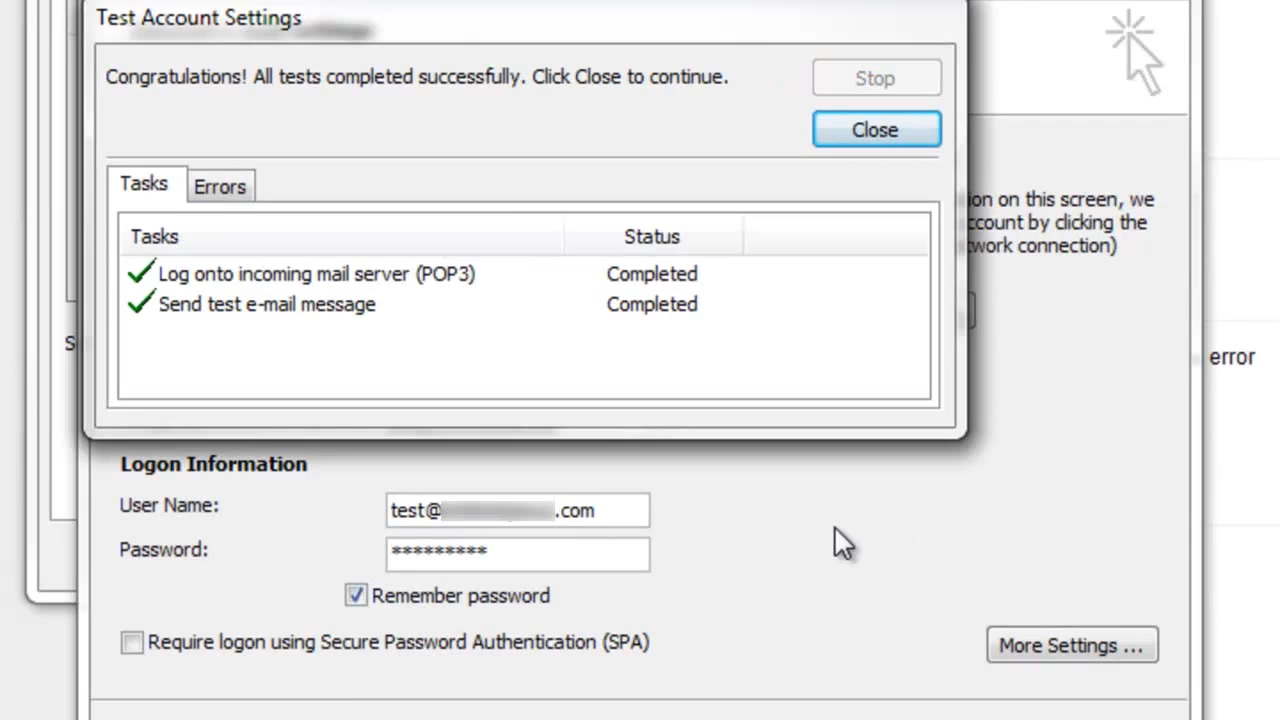 Test Account Settings
Congratulations! All tests completed successfully. Click Close to continue.
Stop
Close
Tasks
Errors
Tasks Status
Log onto incoming mail server (POP3) Completed
Send test e-mail message Completed
on this screen, we
by clicking the
connection)
error
Logon Information
User Name: test@ .com
Password: *********
Remember password
Require logon using Secure Password Authentication (SPA)
More Settings ...